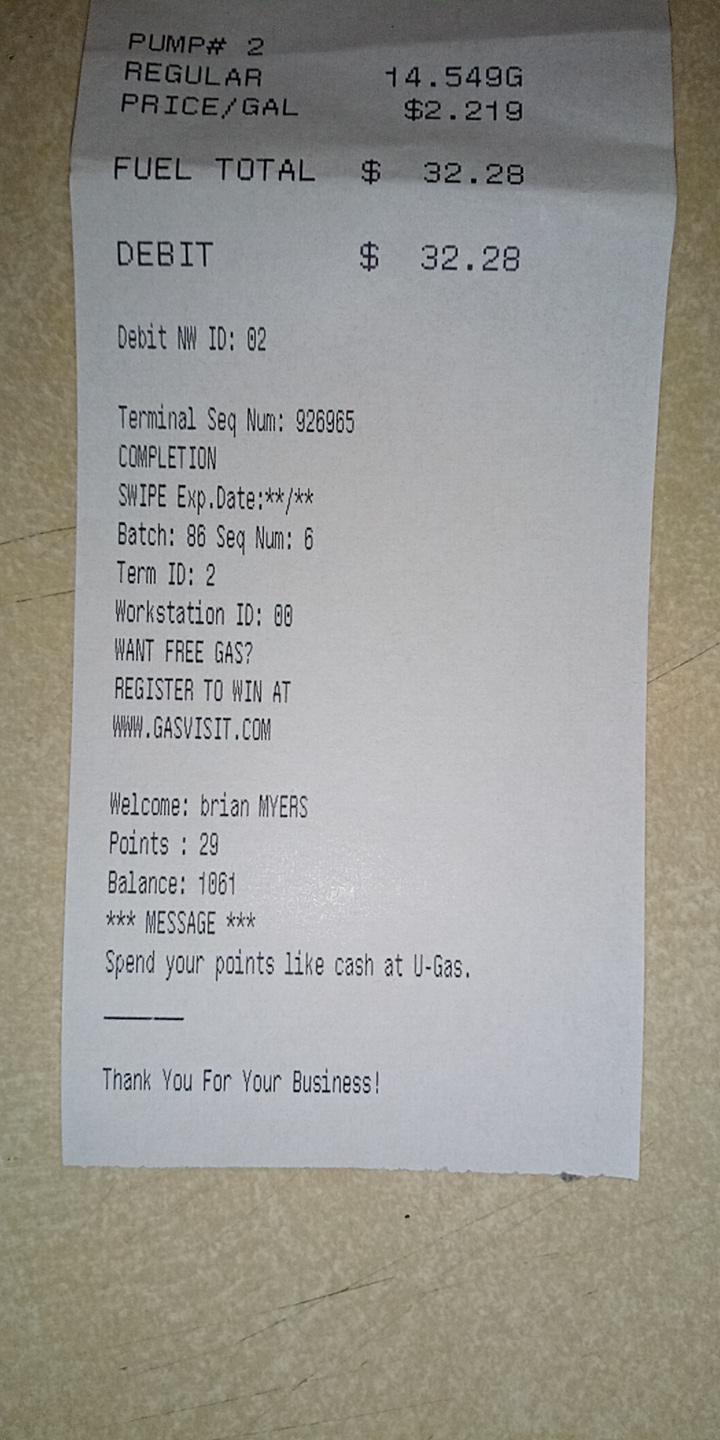 PUMP# 2
REGULAR 14.549G
PRICE/GAL $2.219
FUEL TOTAL $ 32.28
DEBIT $ 32.28
Debit NW ID: 02
Terminal Seq Num: 926965
COMPLETION
SWIPE Exp.Date:**/**
Batch: 86 Seq Num: 6
Term ID: 2
Workstation ID: 00
WANT FREE GAS?
REGISTER TO WIN AT
WWW.GASVISIT.COM
Welcome: brian MYERS
Points : 29
Balance: 1061
*** MESSAGE ***
Spend your points like cash at U-Gas.
Thank You For Your Business!